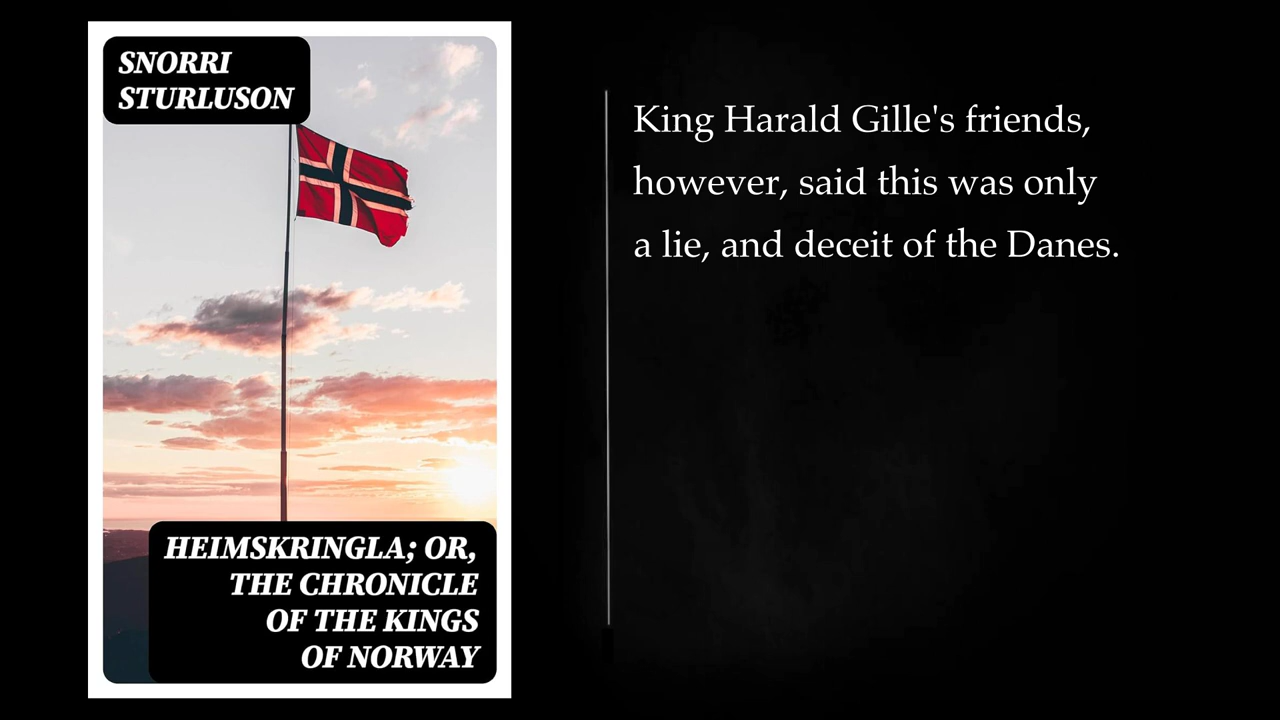 SNORRI
STURLUSON
HEIMSKRINGLA; OR,
THE CHRONICLE
OF THE KINGS
OF NORWAY
King Harald Gille's friends,
however, said this was only
a lie, and deceit of the Danes.